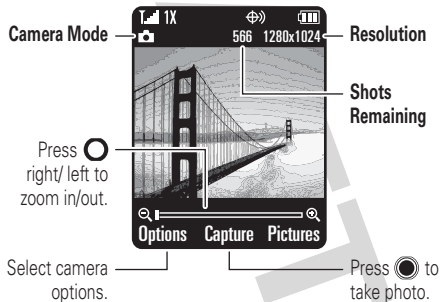 1X
Camera Mode
566 1280x1024
Resolution
Shots
Remaining
Press
right/ left to
zoom in/out.
Options Capture Pictures
Select camera
options.
Press to
take photo.